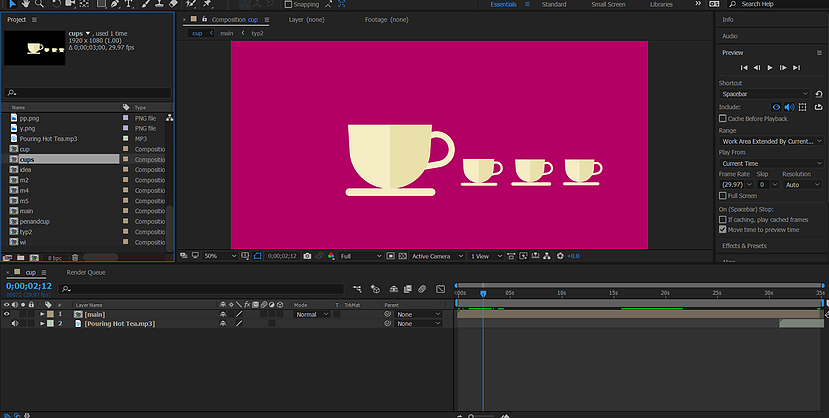 Snapping
Essentials
Standard
Small Screen
Libraries
Search Help
Project
Composition cup
Layer (none)
Footage (none)
Info
cups ▼ , used 1 time
1920 x 1080 (1.00)
Δ 0;00;03;00, 29.97 fps
cup main typ2
Audio
Preview
Shortcut
Spacebar
Include:
Cache Before Playback
Range
Work Area Extended By Current...
Play From
Current Time
Frame Rate Skip Resolution
(29.97) 0 Auto
Full Screen
On (Spacebar) Stop:
If caching, play cached frames
Move time to preview time
Effects & Presets
Name Type
pp.png PNG file
y.png PNG file
Pouring Hot Tea.mp3 MP3
cup Compositio
cups Compositio
idea Compositio
m2 Compositio
m4 Compositio
m5 Compositio
main Compositio
penandcup Compositio
typ2 Compositio
wi Compositio
8 bpc
50%
0;00;02;12
Full
Active Camera
1 View
+0.0
cup
Render Queue
0;00;02;12
# Layer Name Mode T TrkMat Parent
1 [main] Normal None
2 [Pouring Hot Tea.mp3] None
05s 10s 15s 20s 25s 30s 35s